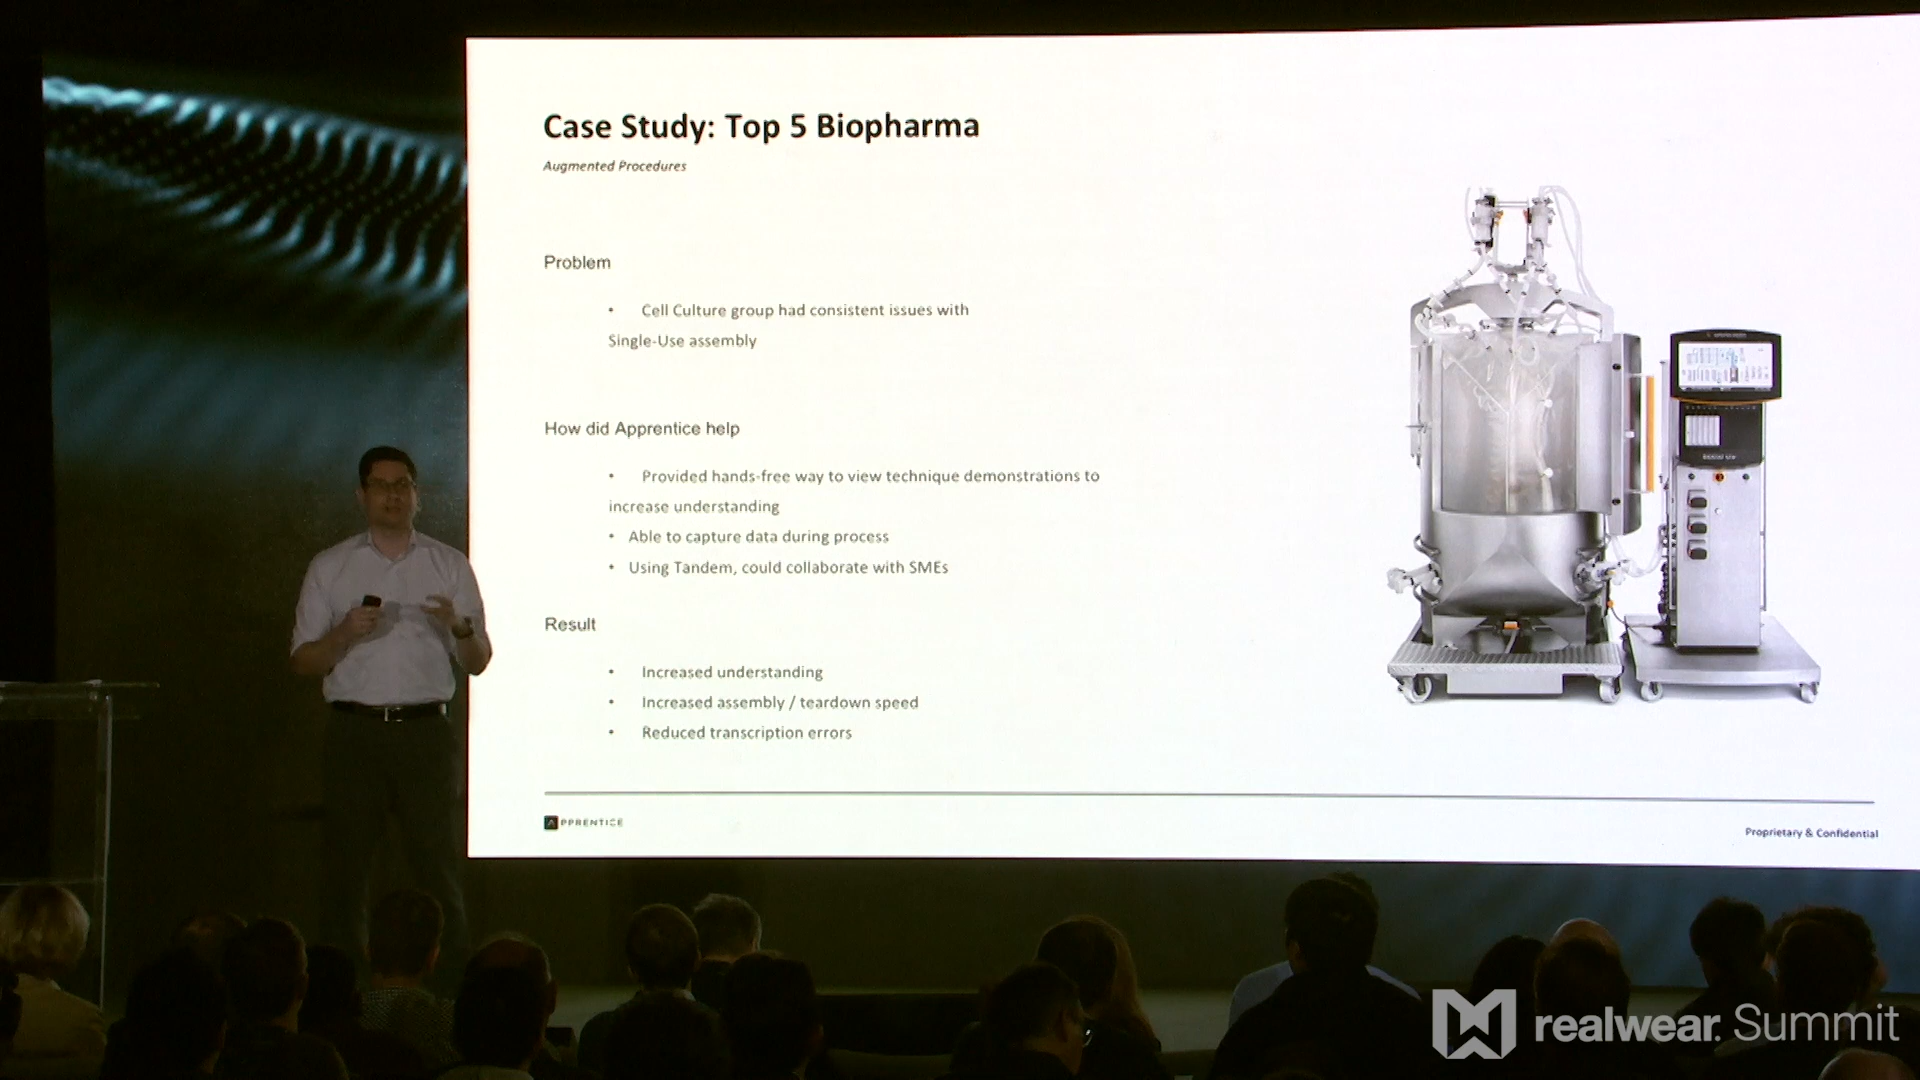 Case Study: Top 5 Biopharma
Augmented Procedures
Problem
• Cell Culture group had consistent issues with
Single-Use assembly
How did Apprentice help
• Provided hands-free way to view technique demonstrations to
increase understanding
• Able to capture data during process
• Using Tandem, could collaborate with SMEs
Result
• Increased understanding
• Increased assembly / teardown speed
• Reduced transcription errors
APPRENTICE
Proprietary & Confidential
realwear. Summit